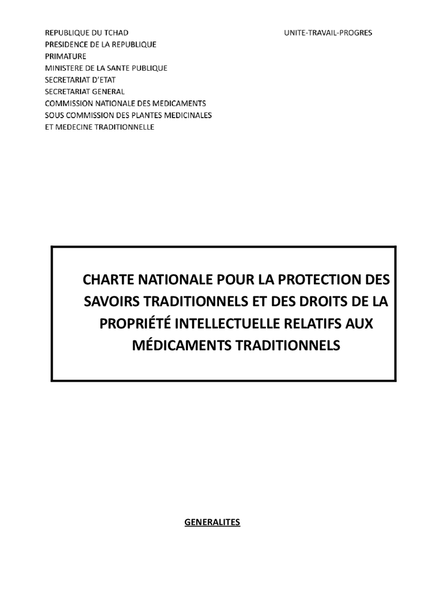 REPUBLIQUE DU TCHAD UNITE-TRAVAIL-PROGRES
PRESIDENCE DE LA REPUBLIQUE
PRIMATURE
MINISTERE DE LA SANTE PUBLIQUE
SECRETARIAT D'ETAT
SECRETARIAT GENERAL
COMMISSION NATIONALE DES MEDICAMENTS
SOUS COMMISSION DES PLANTES MEDICINALES
ET MEDECINE TRADITIONNELLE
CHARTE NATIONALE POUR LA PROTECTION DES
SAVOIRS TRADITIONNELS ET DES DROITS DE LA
PROPRIÉTÉ INTELLECTUELLE RELATIFS AUX
MÉDICAMENTS TRADITIONNELS
GENERALITES